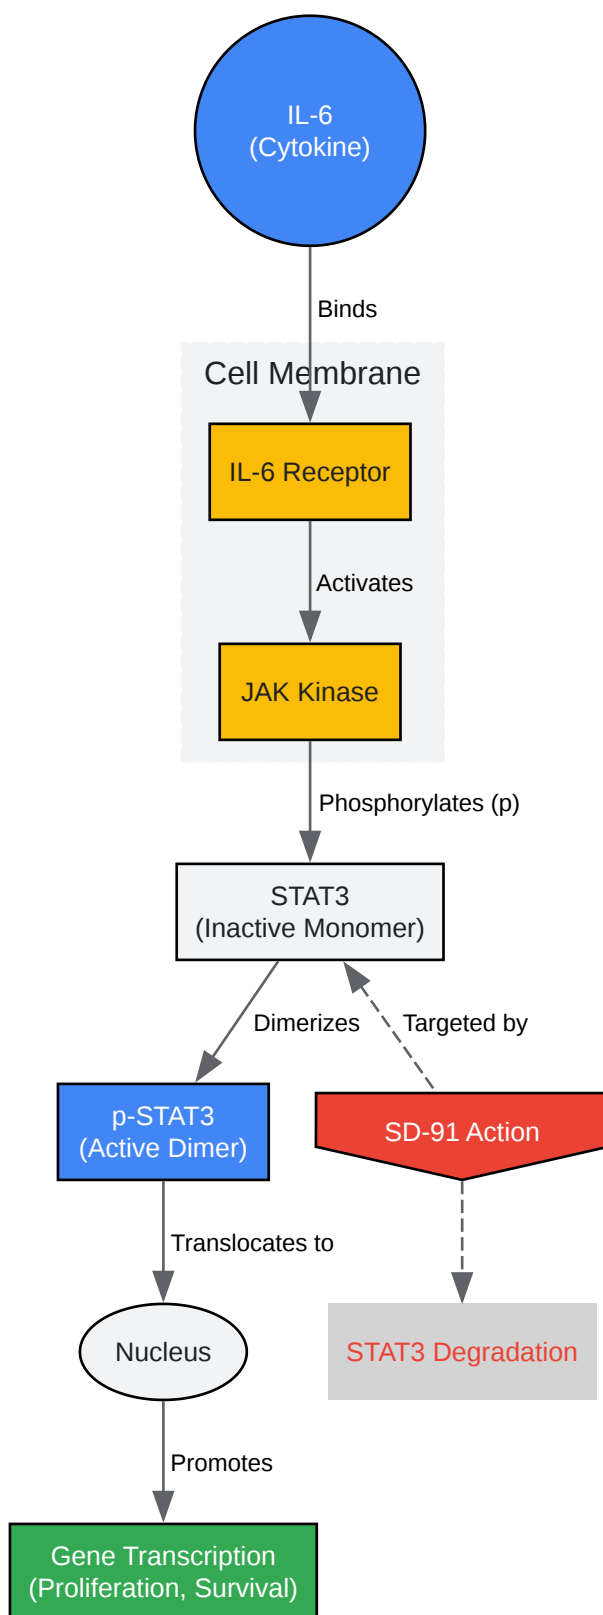 IL-6
(Cytokine)
Binds
Cell Membrane
IL-6 Receptor
Activates
JAK Kinase
Phosphorylates (p)
STAT3
(Inactive Monomer)
Dimerizes
Targeted by
p-STAT3
(Active Dimer)
SD-91 Action
Translocates to
Nucleus
STAT3 Degradation
Promotes
Gene Transcription
(Proliferation, Survival)